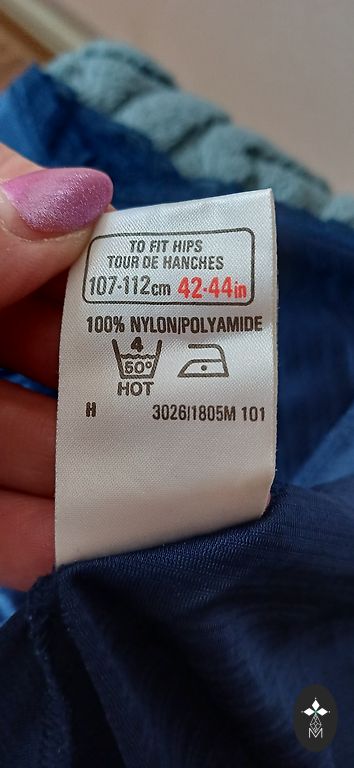 TO FIT HIPS
TOUR DE HANCHES
107-112cm 42-44in
100% NYLON/POLYAMIDE
4
50°
HOT
H 3026/1805M 101
M